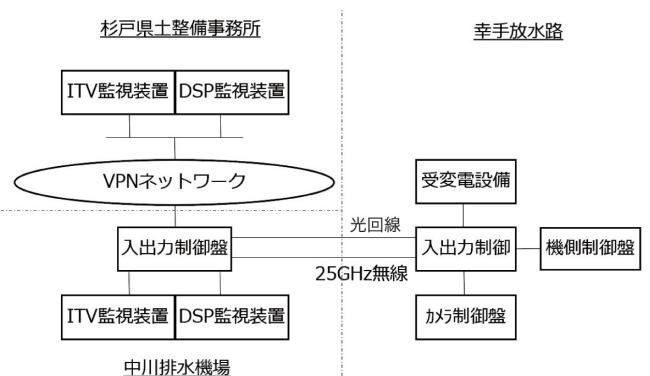 杉戸県土整備事務所
幸手放水路
ITV監視装置
DSP監視装置
VPNネットワーク
受変電設備
光回線
入出力制御盤
入出力制御
機側制御盤
25GHz無線
ITV監視装置
DSP監視装置
カメラ制御盤
中川排水機場